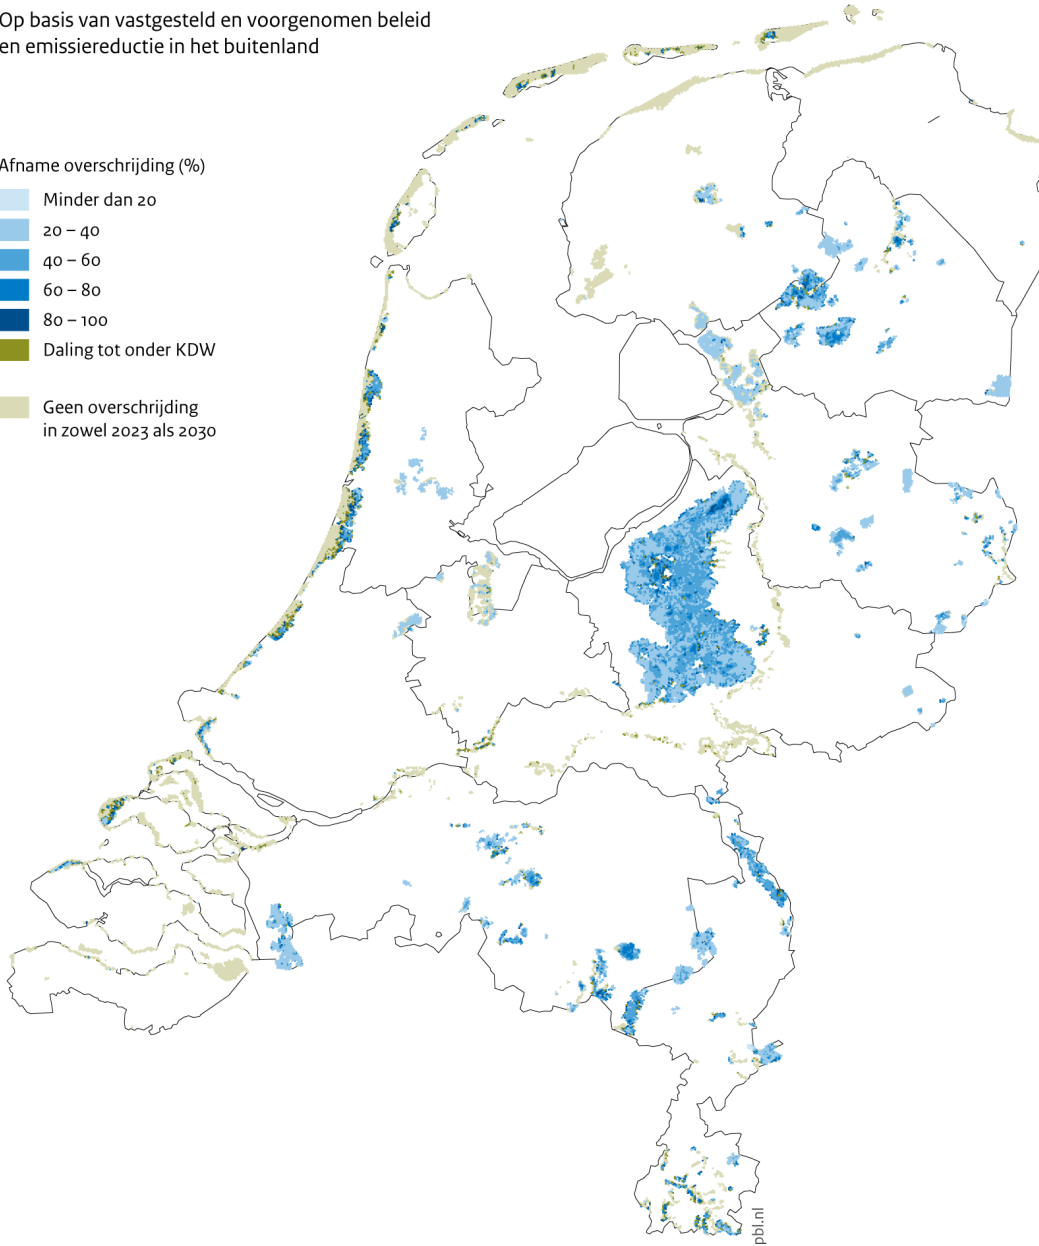 Op basis van vastgesteld en voorgenomen beleid
en emissiereductie in het buitenland
Afname overschrijding (%)
Minder dan 20
20 – 40
40 – 60
60 – 80
80 – 100
Daling tot onder KDW
Geen overschrijding
in zowel 2023 als 2030
pbl.nl